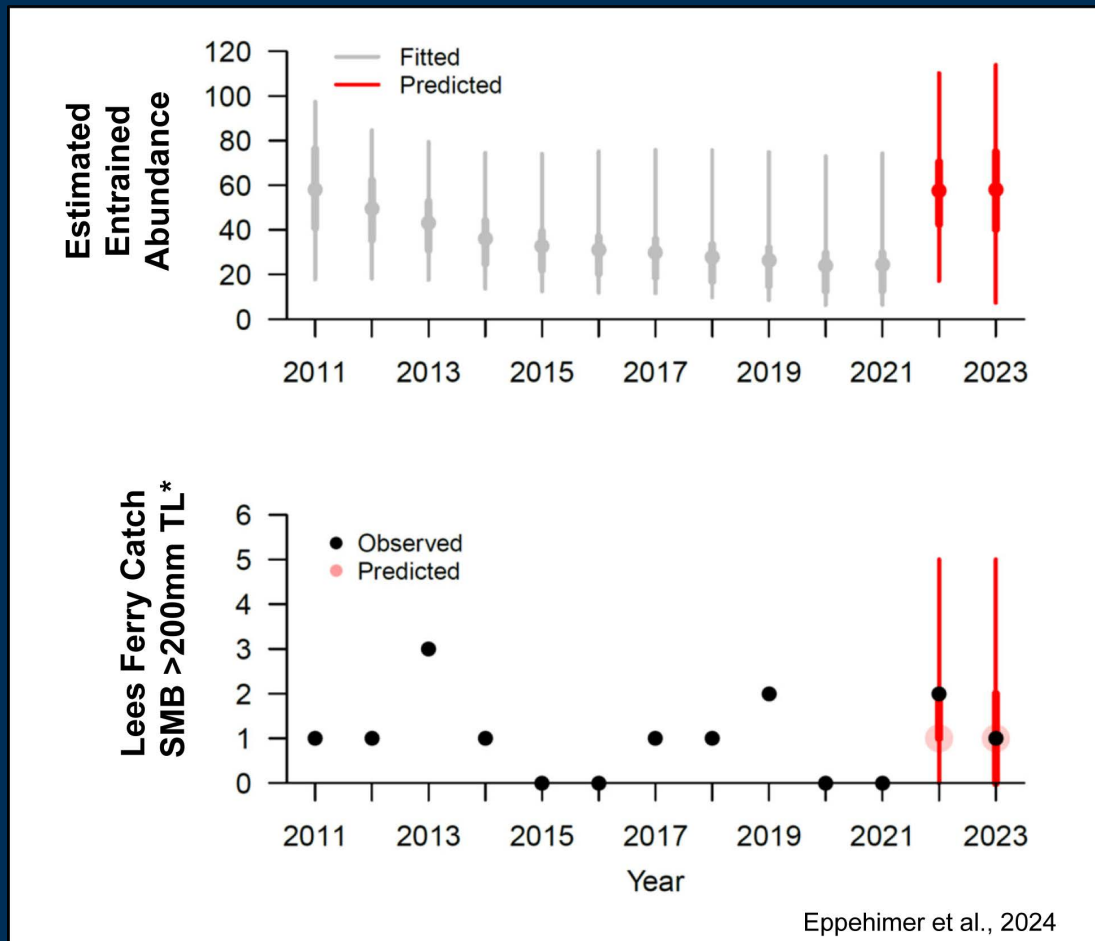 Estimated
Entrained
Abundance
120
100
80
60
40
20
0
Fitted
Predicted
2011 2013 2015 2017 2019 2021 2023
Lees Ferry Catch
SMB >200mm TL*
6
5
4
3
2
1
0
Observed
Predicted
2011 2013 2015 2017 2019 2021 2023
Year
Eppehimer et al., 2024